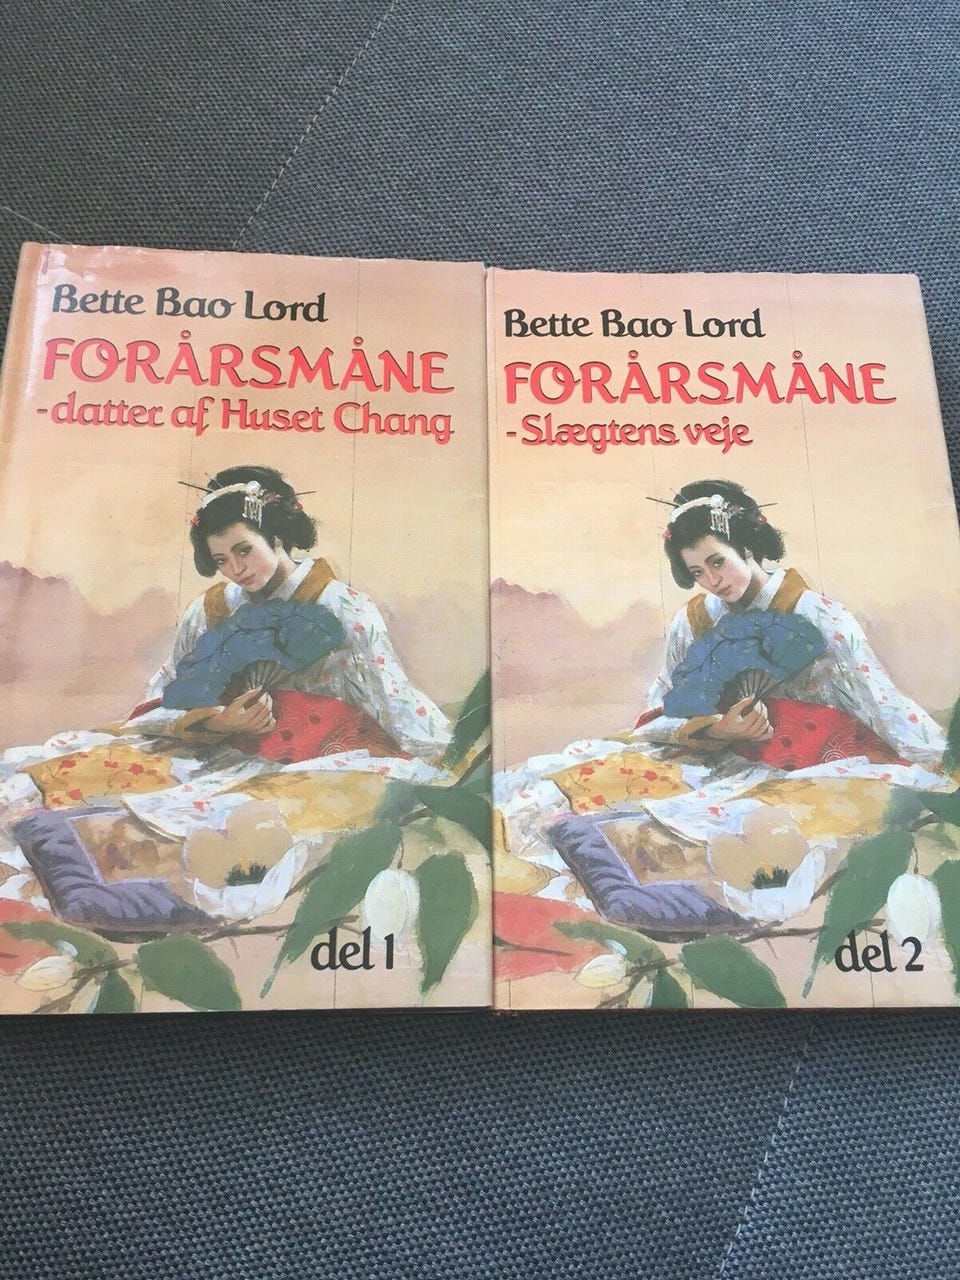 Bette Bao Lord
FORÅRSMÅNE
-datter af Huset Chang
del 1
Bette Bao Lord
FORÅRSMÅNE
-Slægtens veje
del 2